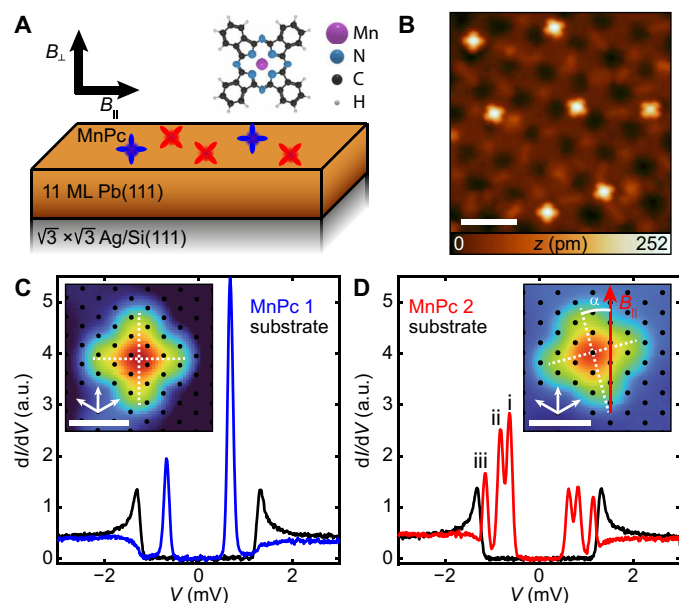 A
B⊥
B||
Mn
N
C
H
MnPc
11 ML Pb(111)
√3 ×√3 Ag/Si(111)
B
0 z (pm) 252
C
MnPc 1
substrate
5
4
3
2
1
0
dI/dV (a.u.)
−2 0 2
V (mV)
D
MnPc 2
substrate
α
B||
iii ii i
5
4
3
2
1
0
dI/dV (a.u.)
−2 0 2
V (mV)